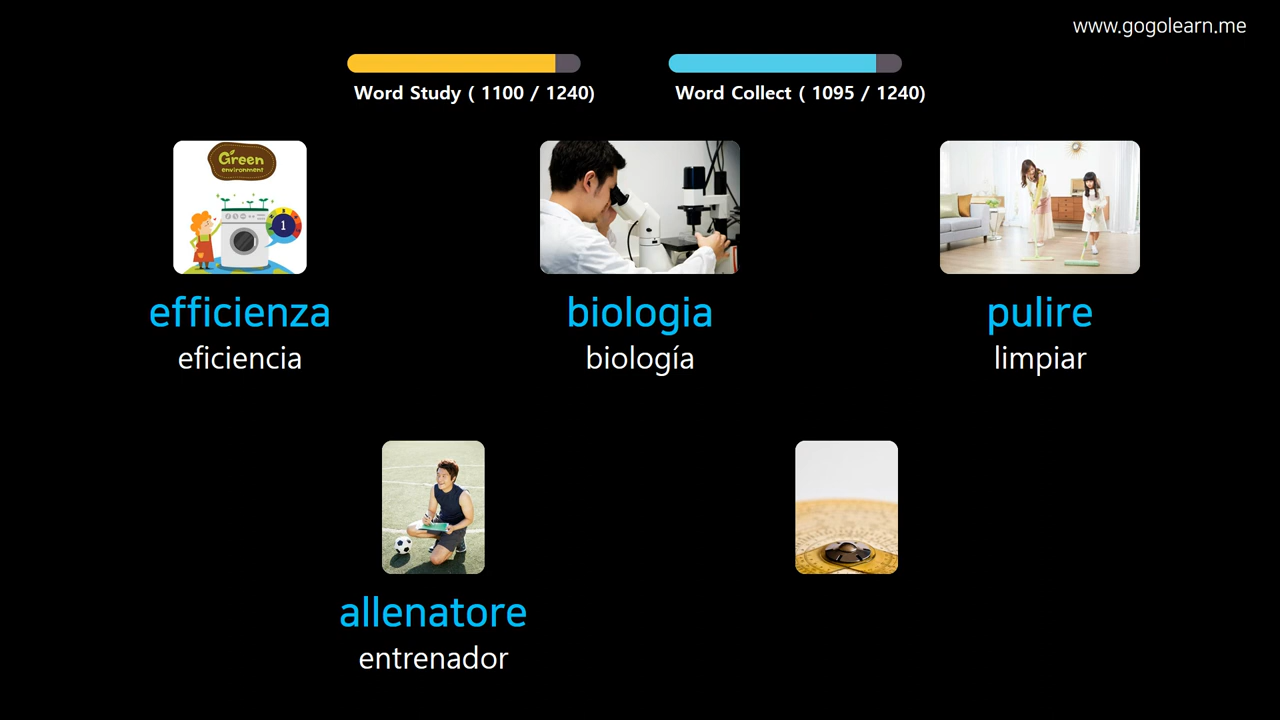 www.gogolearn.me
Word Study ( 1100 / 1240)
Word Collect ( 1095 / 1240)
Green
environment
1
efficienza
eficiencia
biologia
biología
pulire
limpiar
allenatore
entrenador